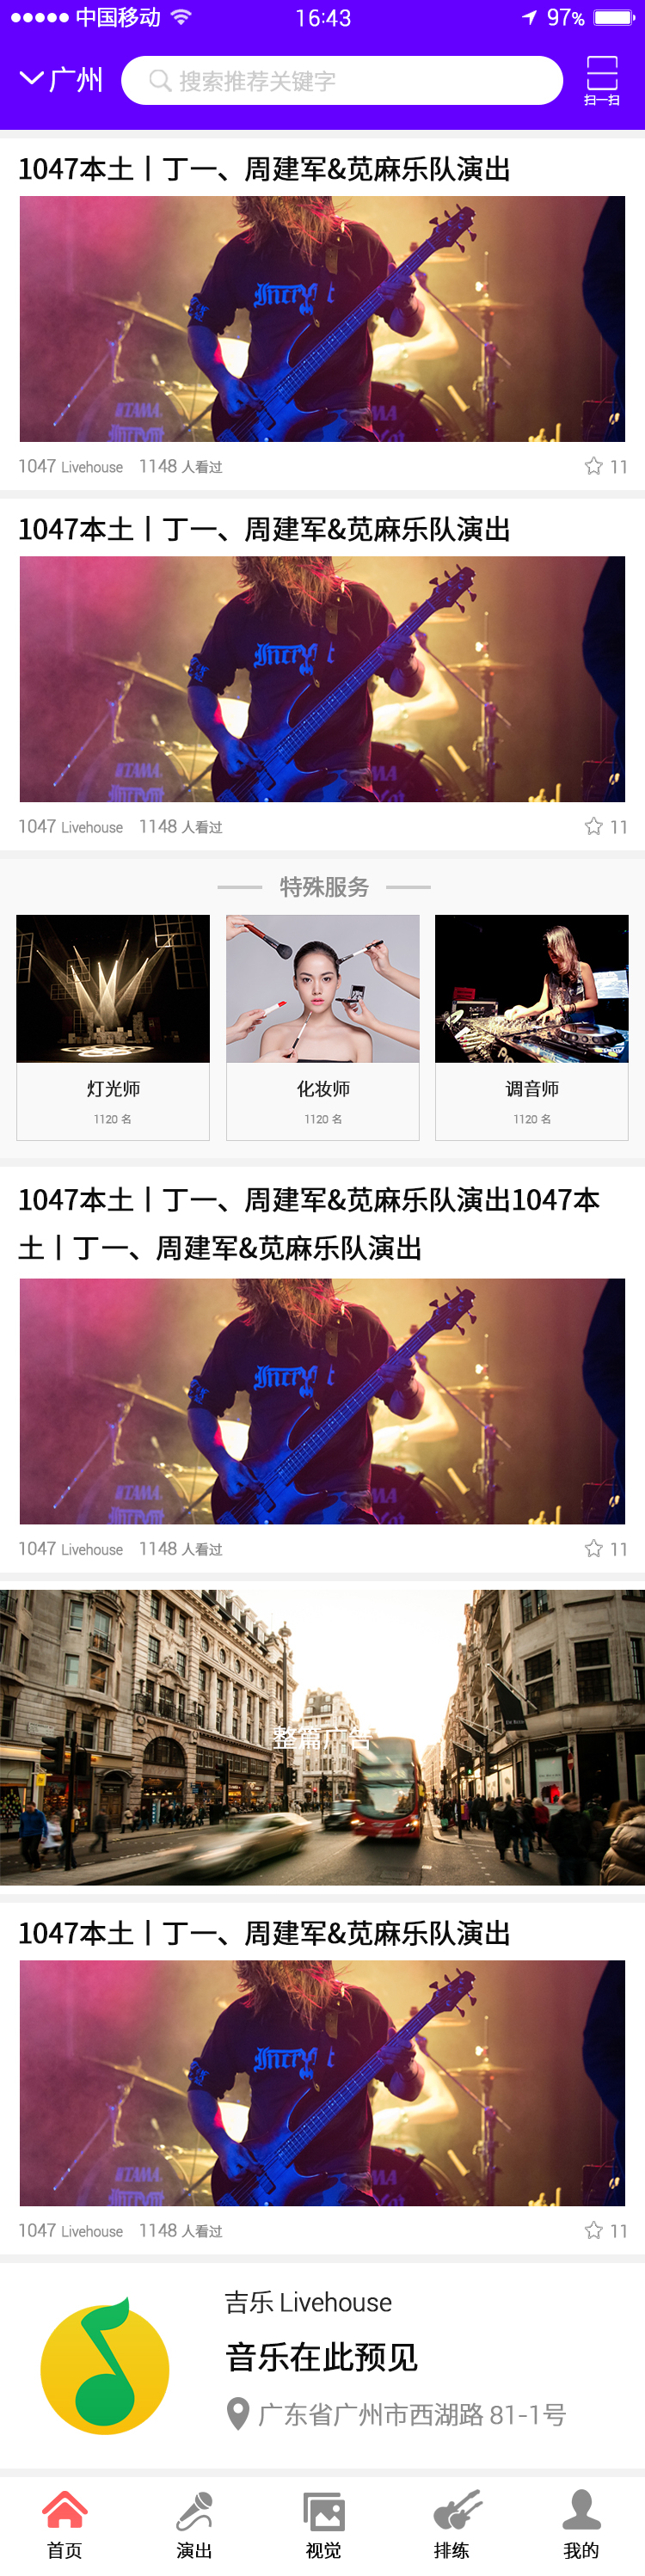 中国移动 16:43 97%
广州 搜索推荐关键字 扫一扫
1047本土丨丁一、周建军&苋麻乐队演出
1047 Livehouse 1148 人看过 11
1047本土丨丁一、周建军&苋麻乐队演出
1047 Livehouse 1148 人看过 11
特殊服务
灯光师 化妆师 调音师
1120 名 1120 名 1120 名
1047本土丨丁一、周建军&苋麻乐队演出1047本
土丨丁一、周建军&苋麻乐队演出
1047 Livehouse 1148 人看过 11
整篇广告
1047本土丨丁一、周建军&苋麻乐队演出
1047 Livehouse 1148 人看过 11
吉乐 Livehouse
音乐在此预见
广东省广州市西湖路 81-1号
首页 演出 视觉 排练 我的